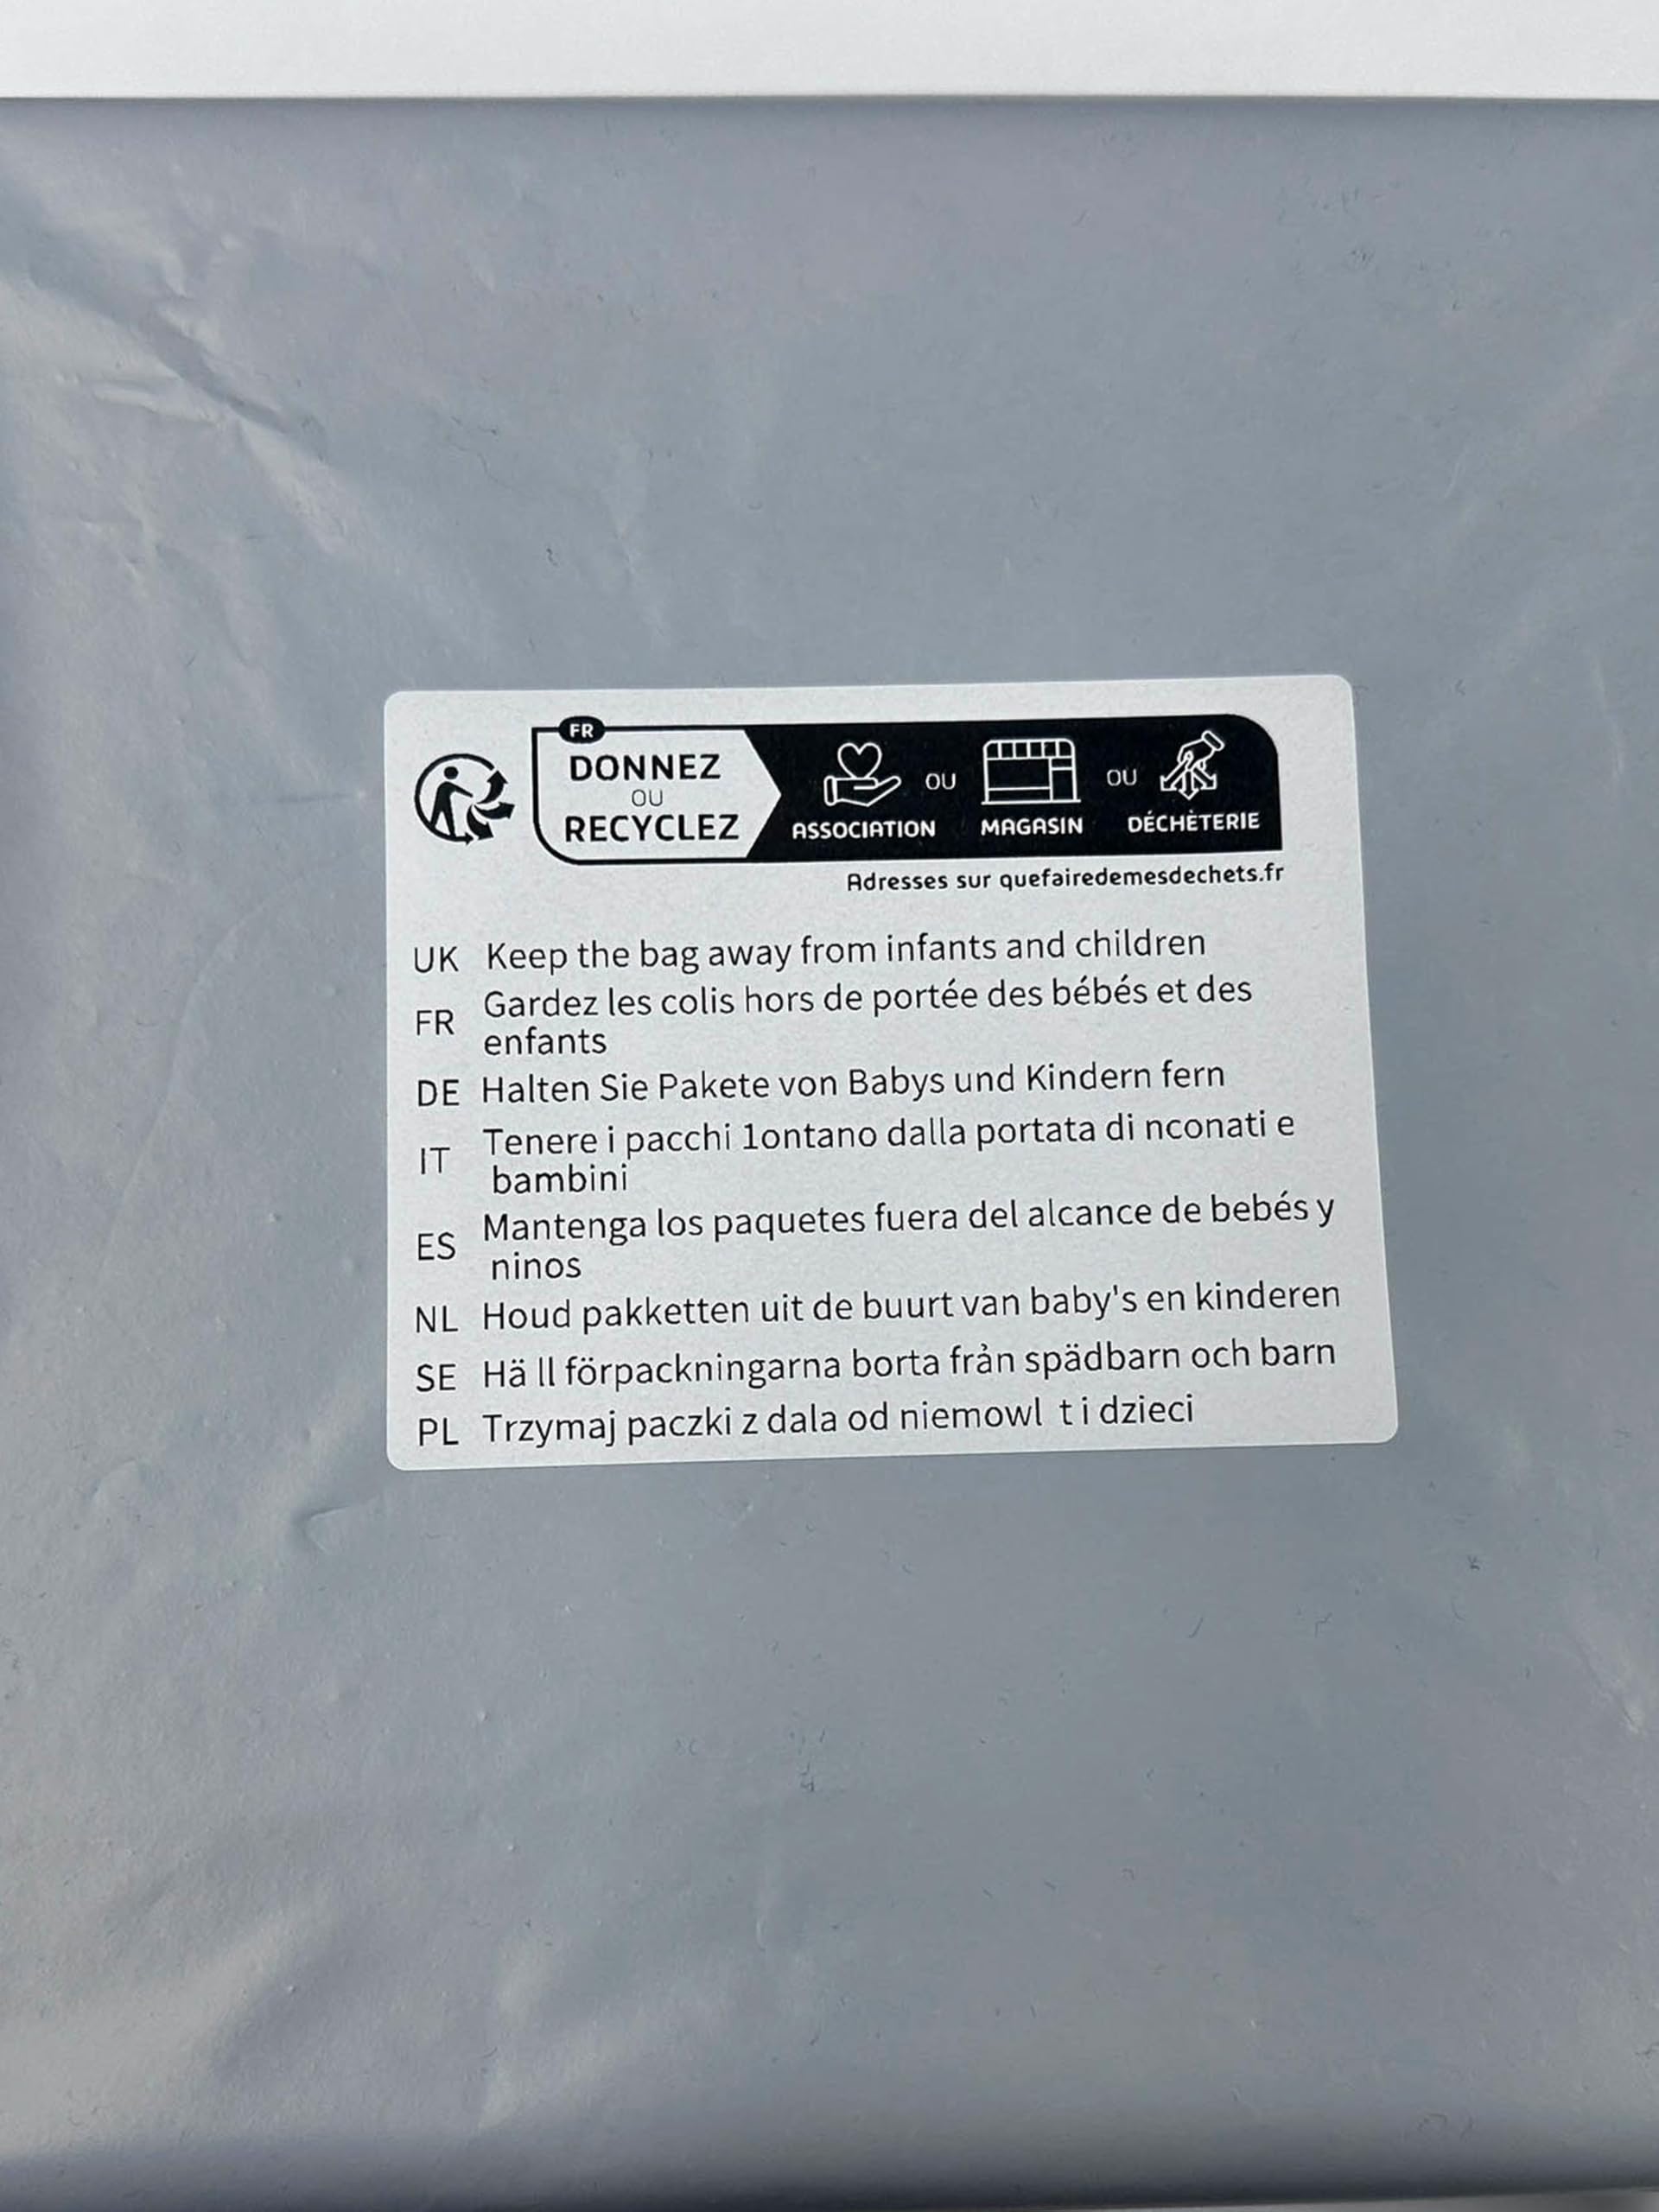 FR
DONNEZ
OU
RECYCLEZ
ASSOCIATION OU MAGASIN OU DÉCHÈTERIE
Adresses sur quefairedemesdechets.fr
UK Keep the bag away from infants and children
FR Gardez les colis hors de portée des bébés et des
enfants
DE Halten Sie Pakete von Babys und Kindern fern
IT Tenere i pacchi 1ontano dalla portata di nconati e
bambini
ES Mantenga los paquetes fuera del alcance de bebés y
ninos
NL Houd pakketten uit de buurt van baby's en kinderen
SE Hä ll förpackningarna borta från spädbarn och barn
PL Trzymaj paczki z dala od niemowl t i dzieci